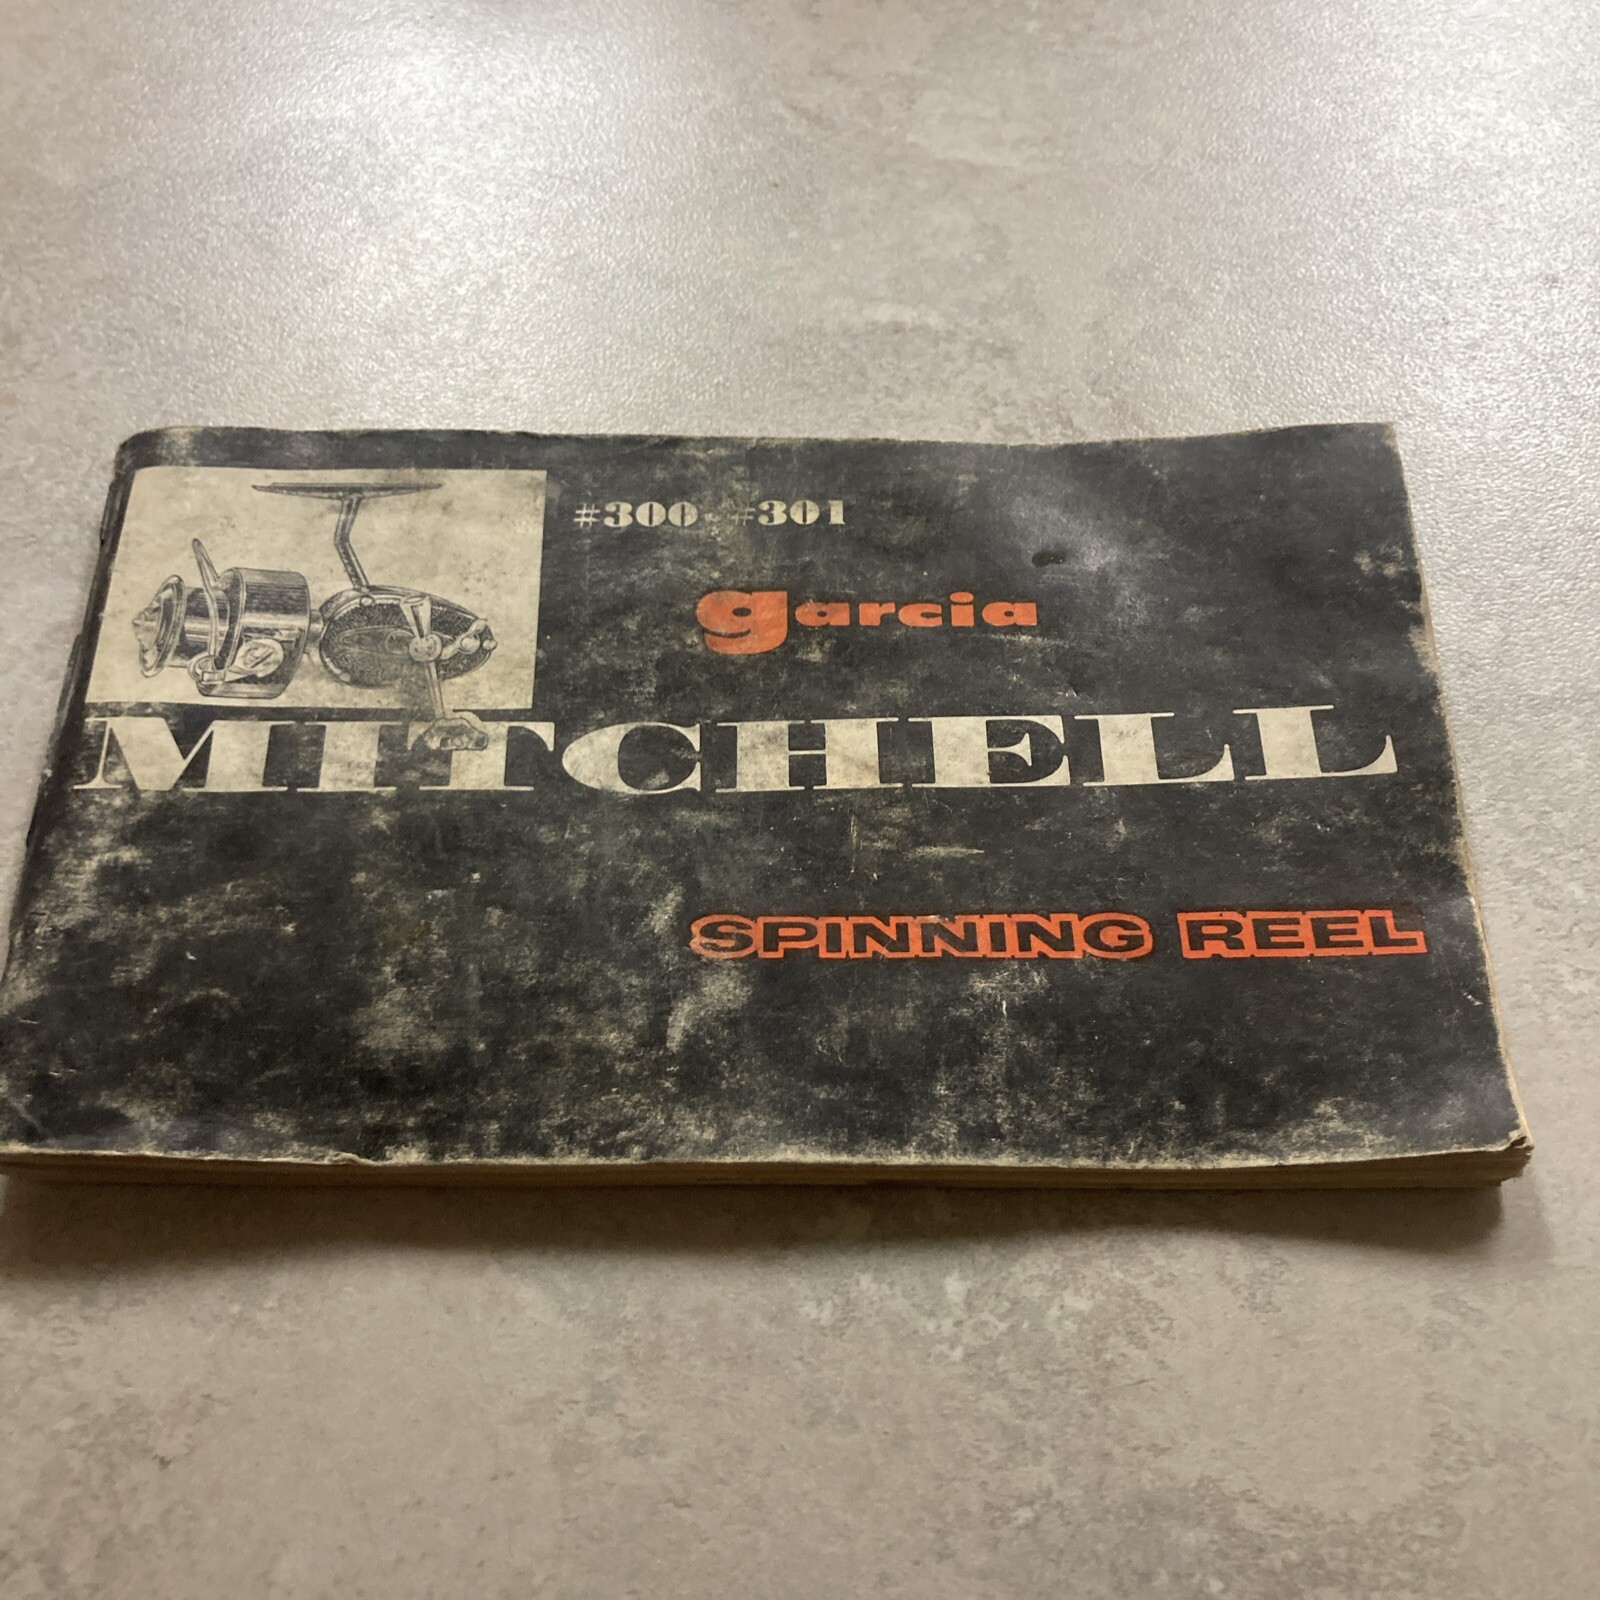 #300 - #301
garcia
MITCHELL
SPINNING REEL